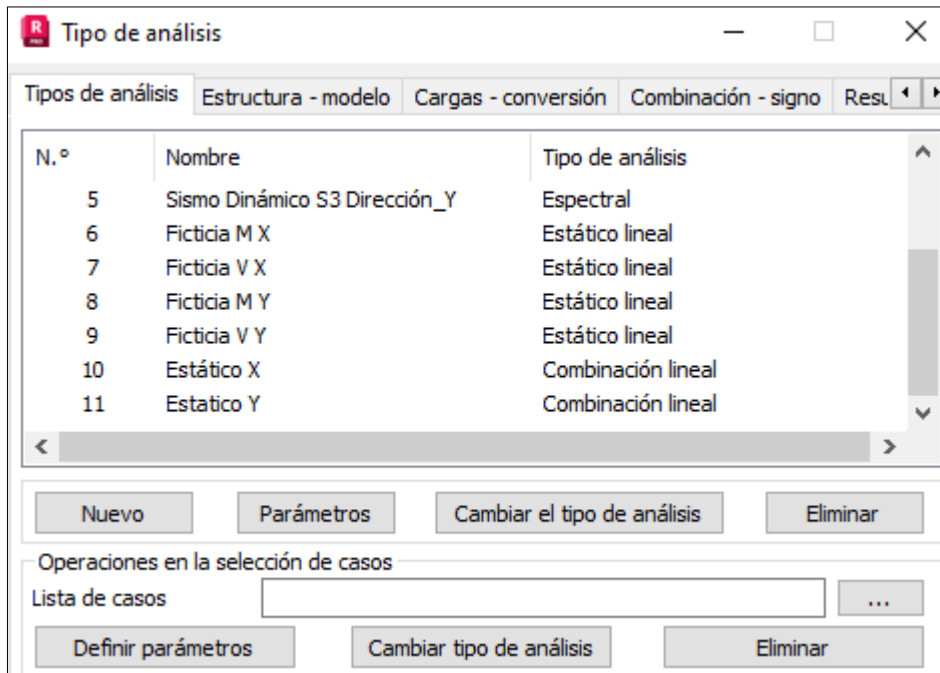 R
PRO
Tipo de análisis
Tipos de análisis Estructura - modelo Cargas - conversión Combinación - signo
N.º Nombre Tipo de análisis
5 Sismo Dinámico S3 Dirección_Y Espectral
6 Ficticia M X Estático lineal
7 Ficticia V X Estático lineal
8 Ficticia M Y Estático lineal
9 Ficticia V Y Estático lineal
10 Estático X Combinación lineal
11 Estatico Y Combinación lineal
Nuevo Parámetros Cambiar el tipo de análisis Eliminar
Operaciones en la selección de casos
Lista de casos ...
Definir parámetros Cambiar tipo de análisis Eliminar